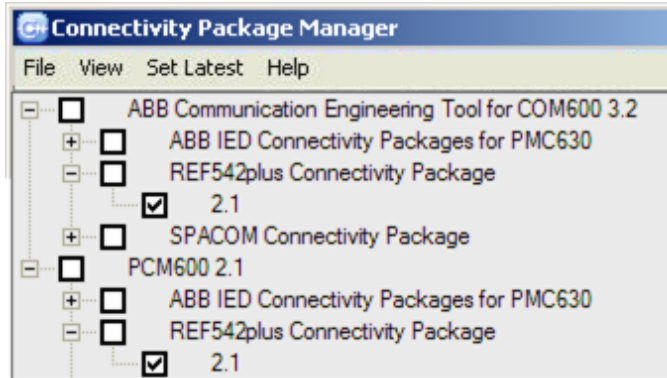 Connectivity Package Manager
File View Set Latest Help
ABB Communication Engineering Tool for COM600 3.2
ABB IED Connectivity Packages for PMC630
REF542plus Connectivity Package
2.1
SPACOM Connectivity Package
PCM600 2.1
ABB IED Connectivity Packages for PMC630
REF542plus Connectivity Package
2.1